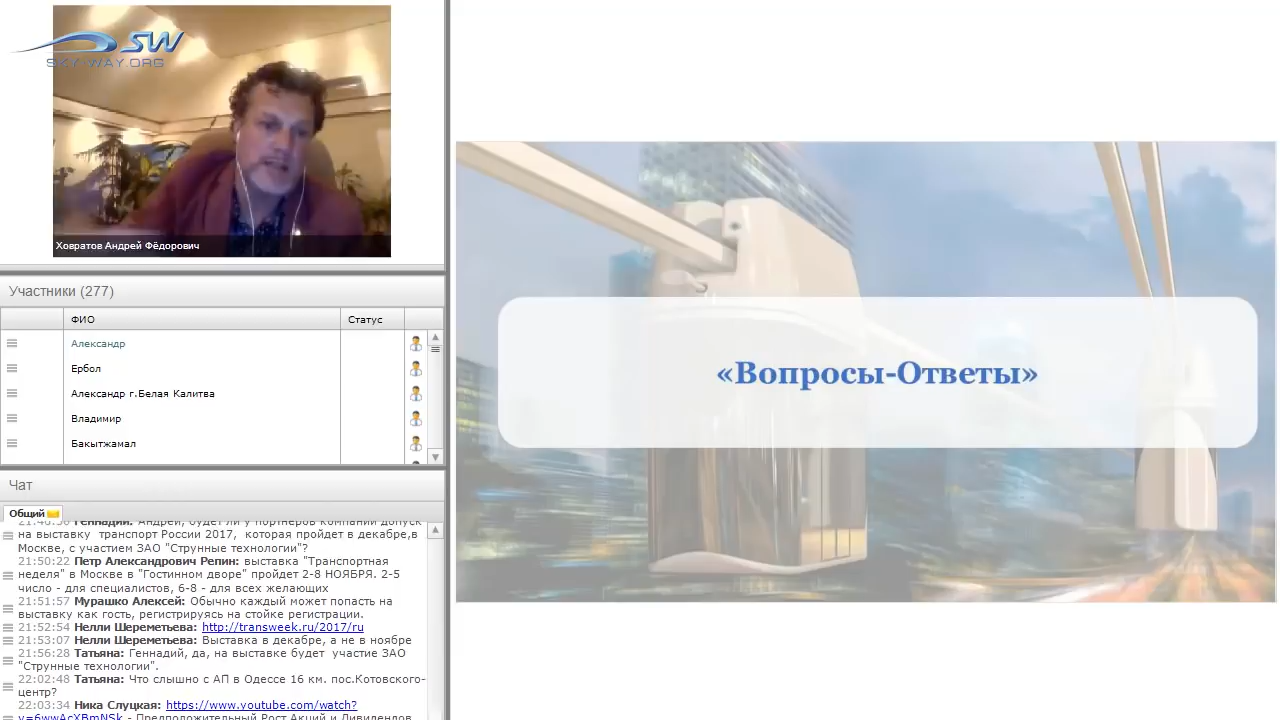 SW
SKY-WAY.ORG
Ховратов Андрей Фёдорович
Участники (277)
ФИО
Статус
Александр
Ербол
Александр г.Белая Калитва
Владимир
Бакытжамал
Чат
Общий
Геннадий: Андрей, будет ли у партнеров компании допуск
на выставку транспорт России 2017, которая пройдет в декабре,в
Москве, с участием ЗАО "Струнные технологии"?
21:50:22 Петр Александрович Репин: выставка "Транспортная
неделя" в Москве в "Гостинном дворе" пройдет 2-8 НОЯБРЯ. 2-5
число - для специалистов, 6-8 - для всех желающих
21:51:57 Мурашко Алексей: Обычно каждый может попасть на
выставку как гость, регистрируясь на стойке регистрации.
21:52:54 Нелли Шереметьева: http://transweek.ru/2017/ru
21:53:07 Нелли Шереметьева: Выставка в декабре, а не в ноябре
21:56:28 Татьяна: Геннадий, да, на выставке будет участие ЗАО
"Струнные технологии".
22:02:48 Татьяна: Что слышно с АП в Одессе 16 км. пос.Котовского-
центр?
22:03:34 Ника Слуцкая: https://www.youtube.com/watch?
v=6wwAcXBmNSk - Предположительный Рост Акций и Дивидендов
«Вопросы-Ответы»